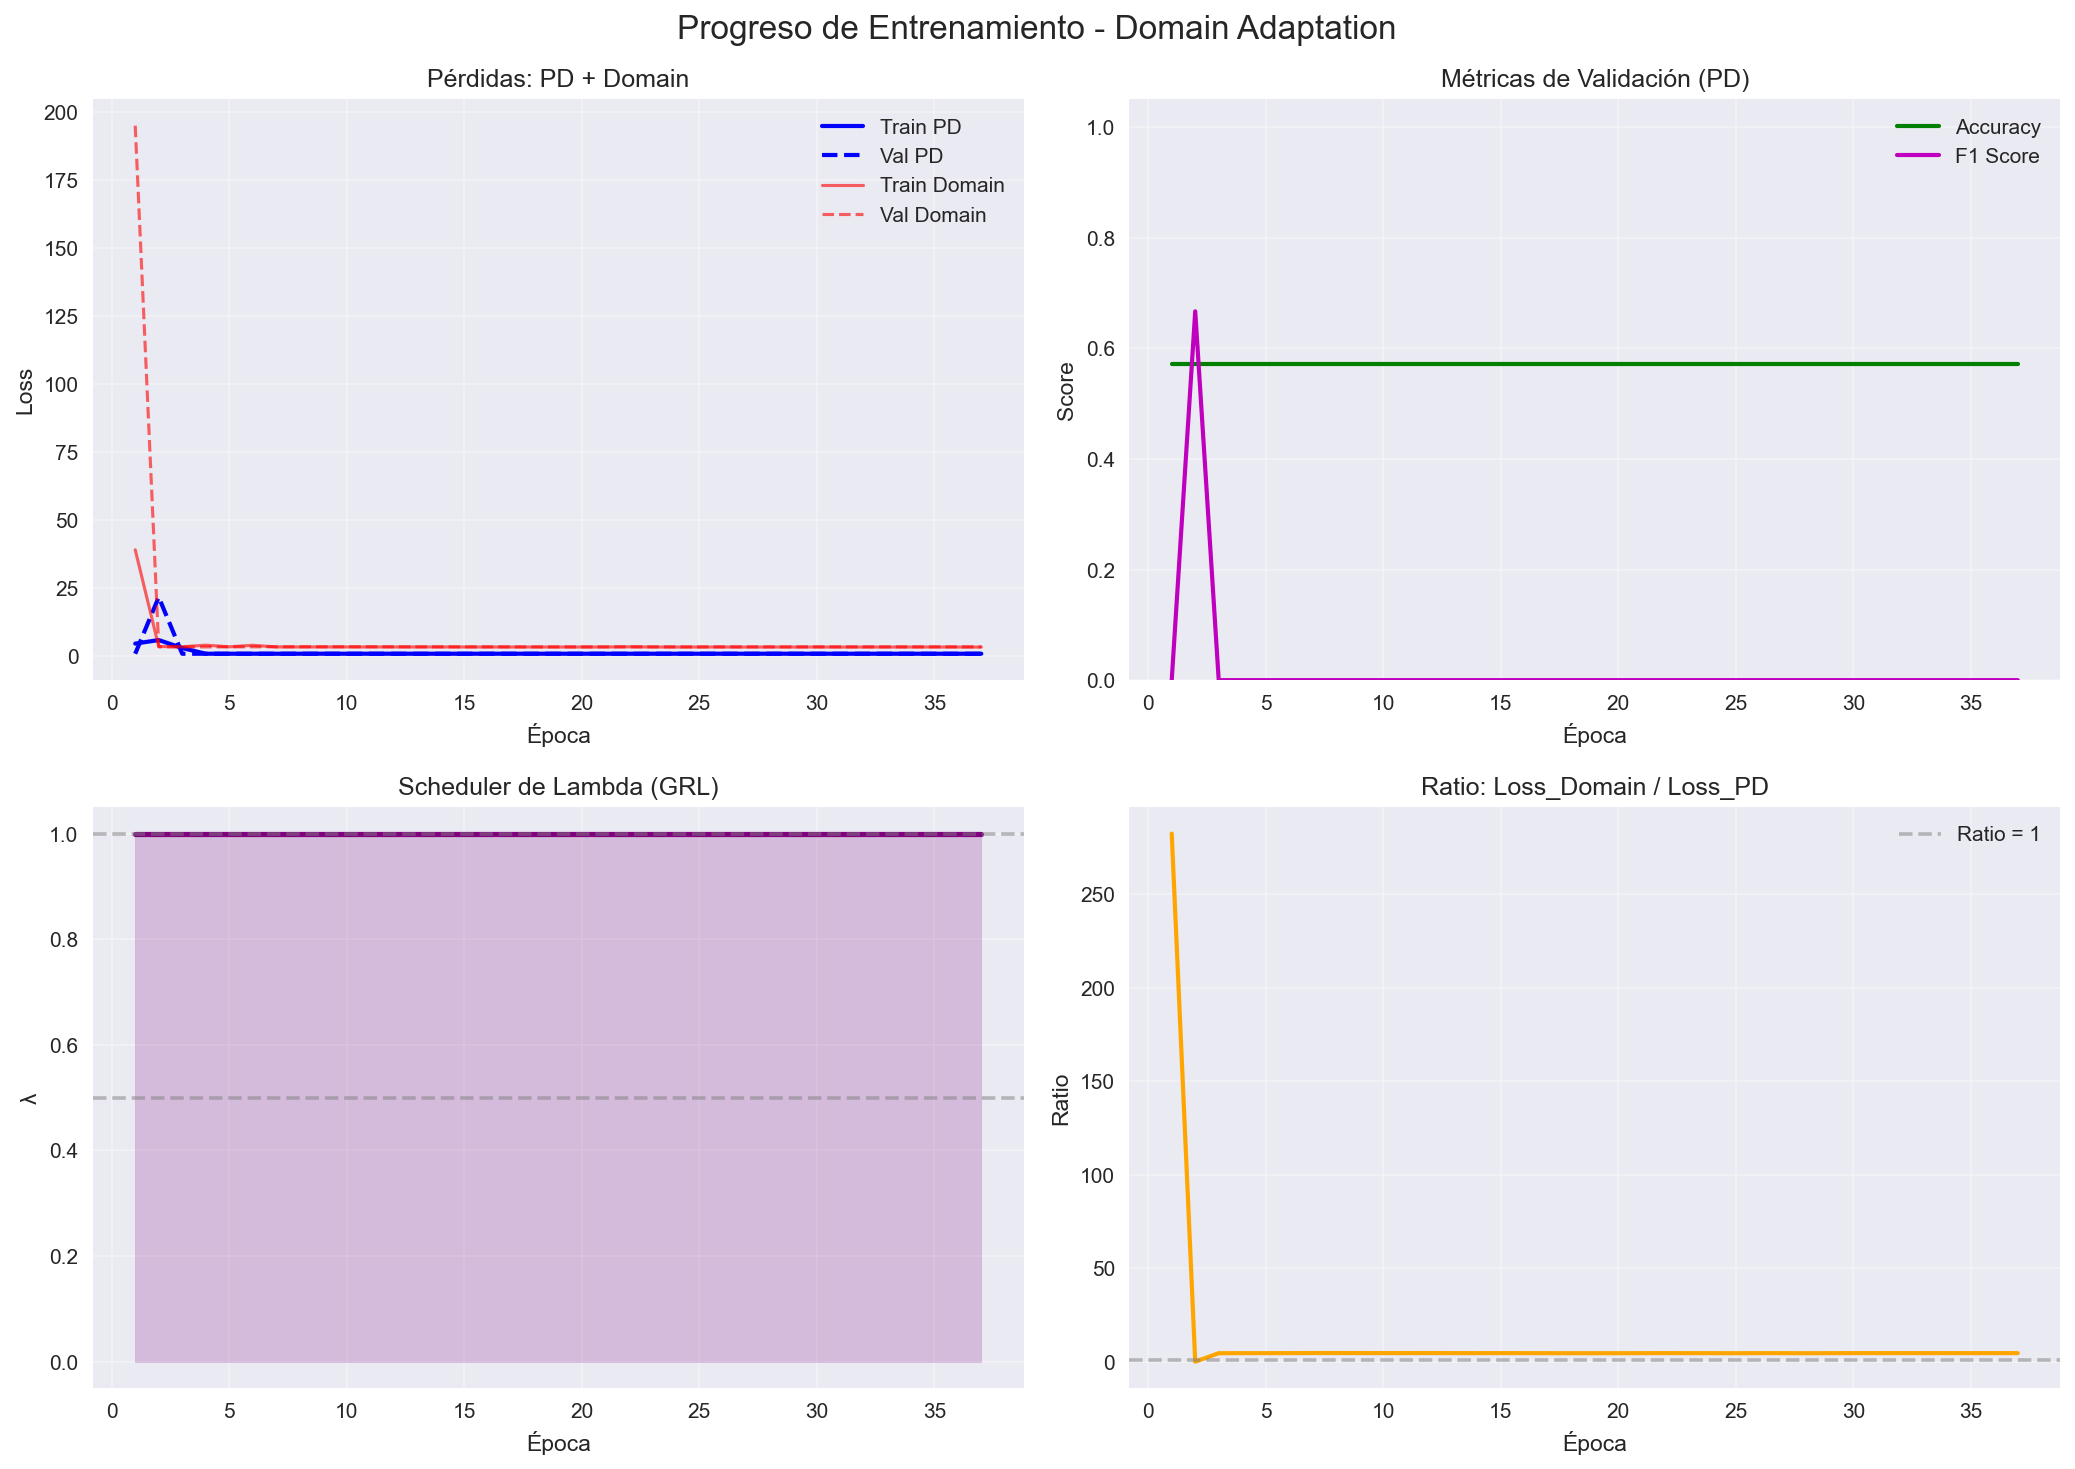 Progreso de Entrenamiento - Domain Adaptation
Pérdidas: PD + Domain
200
175
150
125
100
75
50
25
0
Loss
0 5 10 15 20 25 30 35
Época
Train PD
Val PD
Train Domain
Val Domain
Métricas de Validación (PD)
1.0
0.8
0.6
0.4
0.2
0.0
Score
0 5 10 15 20 25 30 35
Época
Accuracy
F1 Score
Scheduler de Lambda (GRL)
1.0
0.8
0.6
0.4
0.2
0.0
λ
0 5 10 15 20 25 30 35
Época
Ratio: Loss_Domain / Loss_PD
250
200
150
100
50
0
Ratio
0 5 10 15 20 25 30 35
Época
Ratio = 1